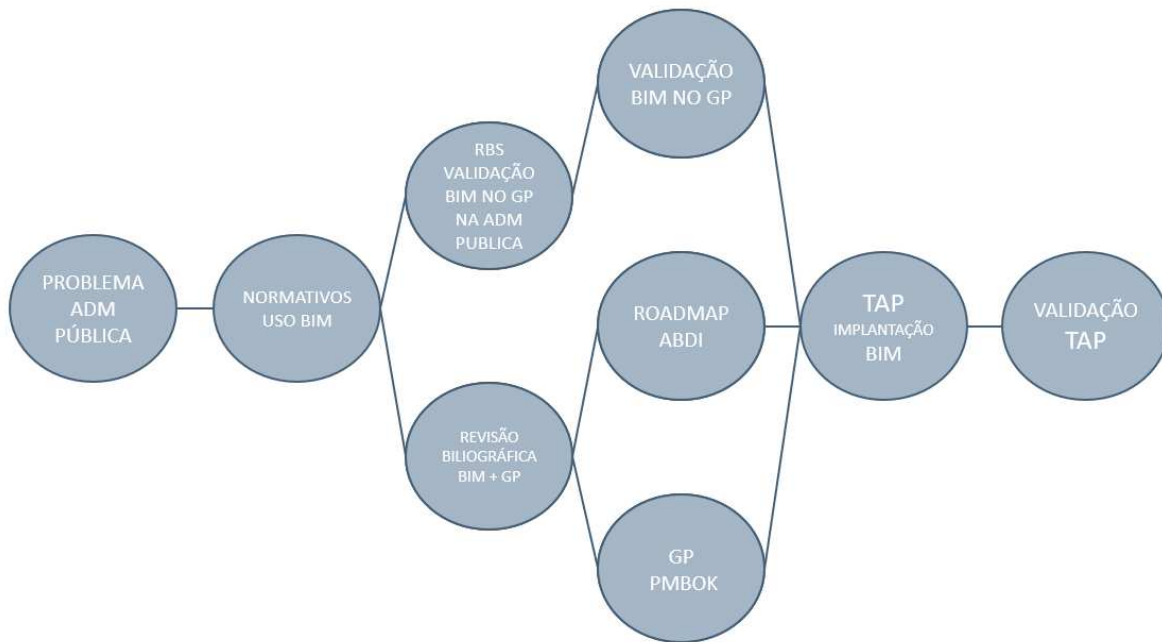 PROBLEMA
ADM
PÚBLICA
NORMATIVOS
USO BIM
RBS
VALIDAÇÃO
BIM NO GP
NA ADM
PUBLICA
REVISÃO
BILIOGRÁFICA
BIM + GP
VALIDAÇÃO
BIM NO GP
ROADMAP
ABDI
GP
PMBOK
TAP
IMPLANTAÇÃO
BIM
VALIDAÇÃO
TAP